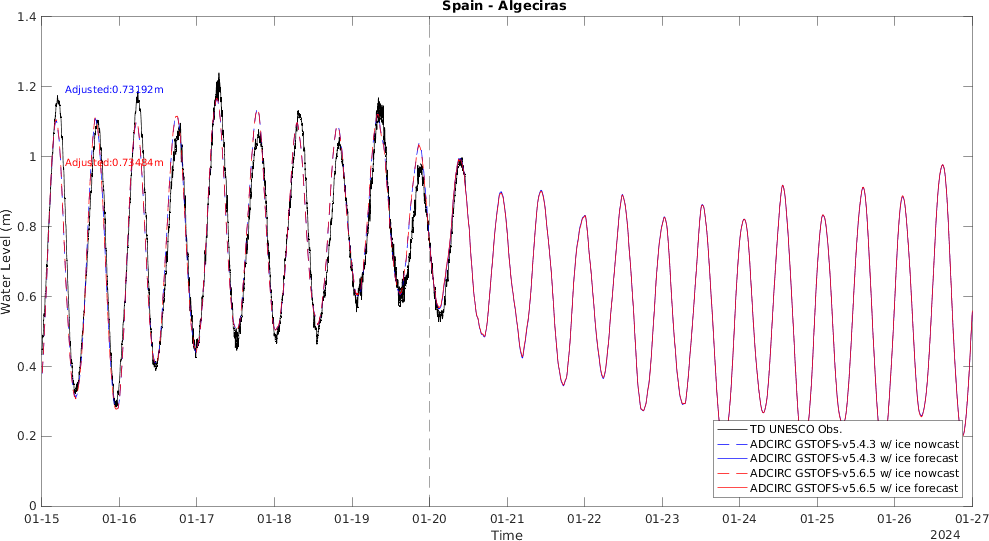 Spain - Algeciras
1.4
1.2
1
0.8
0.6
0.4
0.2
0
Water Level (m)
Adjusted:0.73192m
Adjusted:0.73484m
TD UNESCO Obs.
ADCIRC GSTOFS-v5.4.3 w/ ice nowcast
ADCIRC GSTOFS-v5.4.3 w/ ice forecast
ADCIRC GSTOFS-v5.6.5 w/ ice nowcast
ADCIRC GSTOFS-v5.6.5 w/ ice forecast
01-15 01-16 01-17 01-18 01-19 01-20 01-21 01-22 01-23 01-24 01-25 01-26 01-27
Time
2024